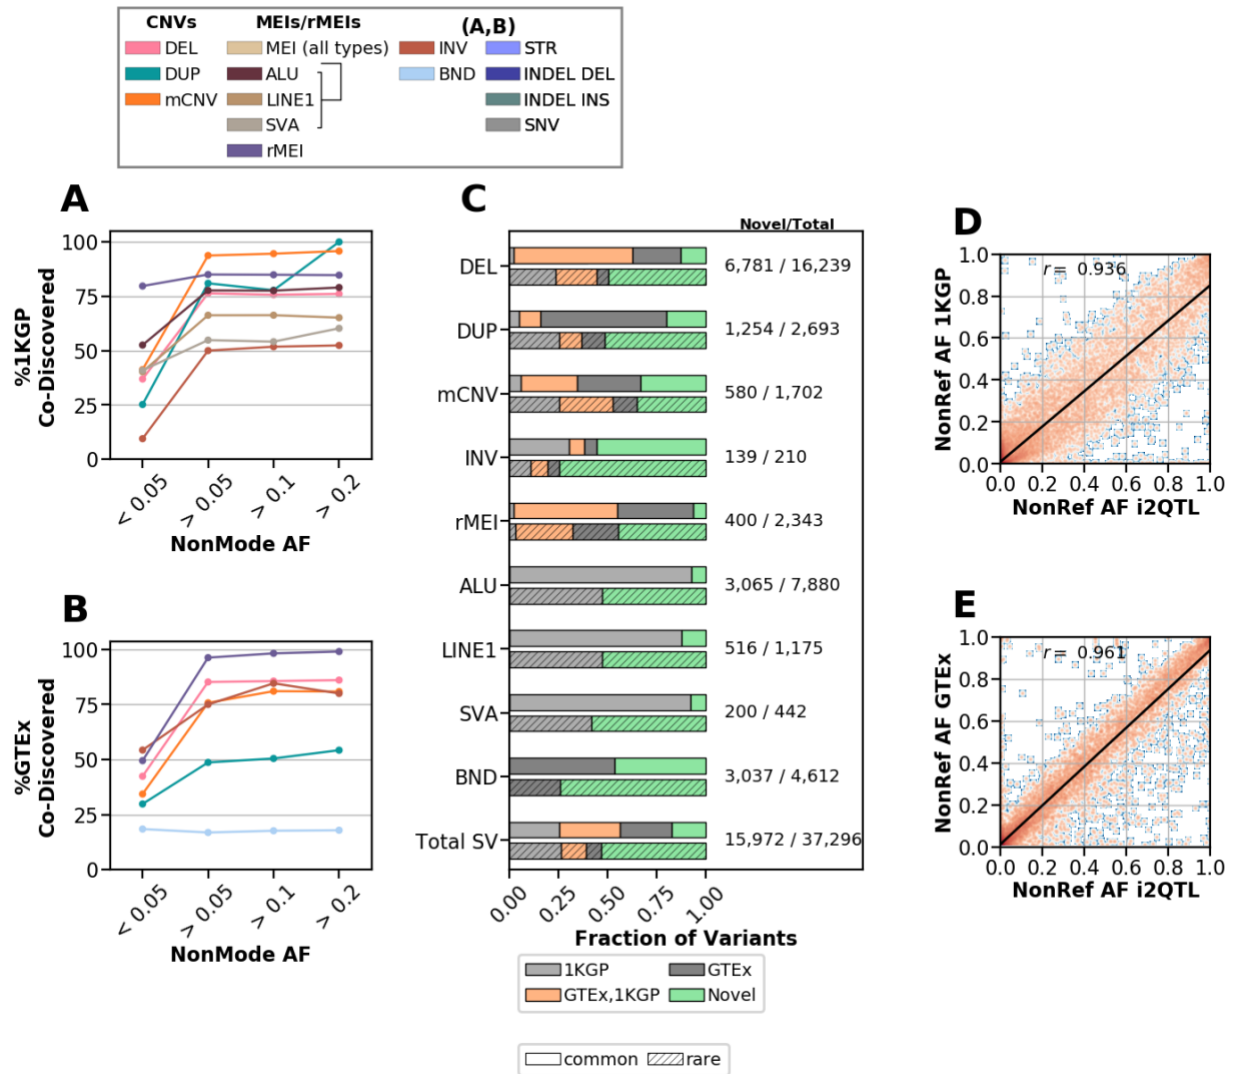 CNVs MEIs/rMEIs (A,B)
DEL MEI (all types) INV STR
DUP ALU BND INDEL DEL
mCNV LINE1 INDEL INS
SVA SNV
rMEI
A
100
75
50
25
0
%1KGP
Co-Discovered
< 0.05 > 0.05 > 0.1 > 0.2
NonMode AF
B
100
75
50
25
0
%GTEx
Co-Discovered
< 0.05 > 0.05 > 0.1 > 0.2
NonMode AF
C
Novel/Total
DEL 6,781 / 16,239
DUP 1,254 / 2,693
mCNV 580 / 1,702
INV 139 / 210
rMEI 400 / 2,343
ALU 3,065 / 7,880
LINE1 516 / 1,175
SVA 200 / 442
BND 3,037 / 4,612
Total SV 15,972 / 37,296
0.00 0.25 0.50 0.75 1.00
Fraction of Variants
1KGP GTEx
GTEx,1KGP Novel
common rare
D
r = 0.936
1.0
0.8
0.6
0.4
0.2
0.0
NonRef AF 1KGP
0.0 0.2 0.4 0.6 0.8 1.0
NonRef AF i2QTL
E
r = 0.961
1.0
0.8
0.6
0.4
0.2
0.0
NonRef AF GTEx
0.0 0.2 0.4 0.6 0.8 1.0
NonRef AF i2QTL